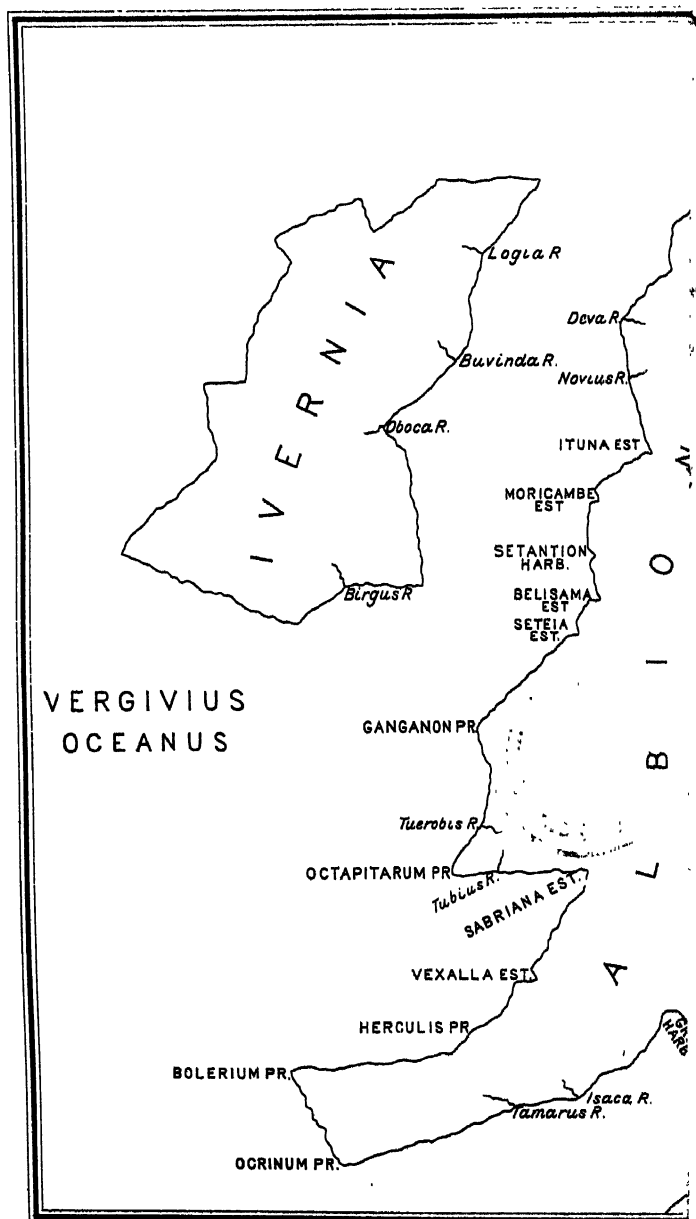 Logia R
IVERNIA
Deva R.
Buvinda R.
Novius R.
Oboca R.
ITUNA EST
MORICAMBE
EST
SETANTION
HARB.
ALBION
BELISAMA
EST
Birgus R
SETEIA
EST.
VERGIVIUS
OCEANUS
GANGANON PR.
Tuerobis R.
OCTAPITARUM PR.
Tubius R.
SABRIANA EST.
VEXALLA EST.
HERCULIS PR.
HARB
BOLERIUM PR.
Isaca R.
Tamarus R.
OCRINUM PR.